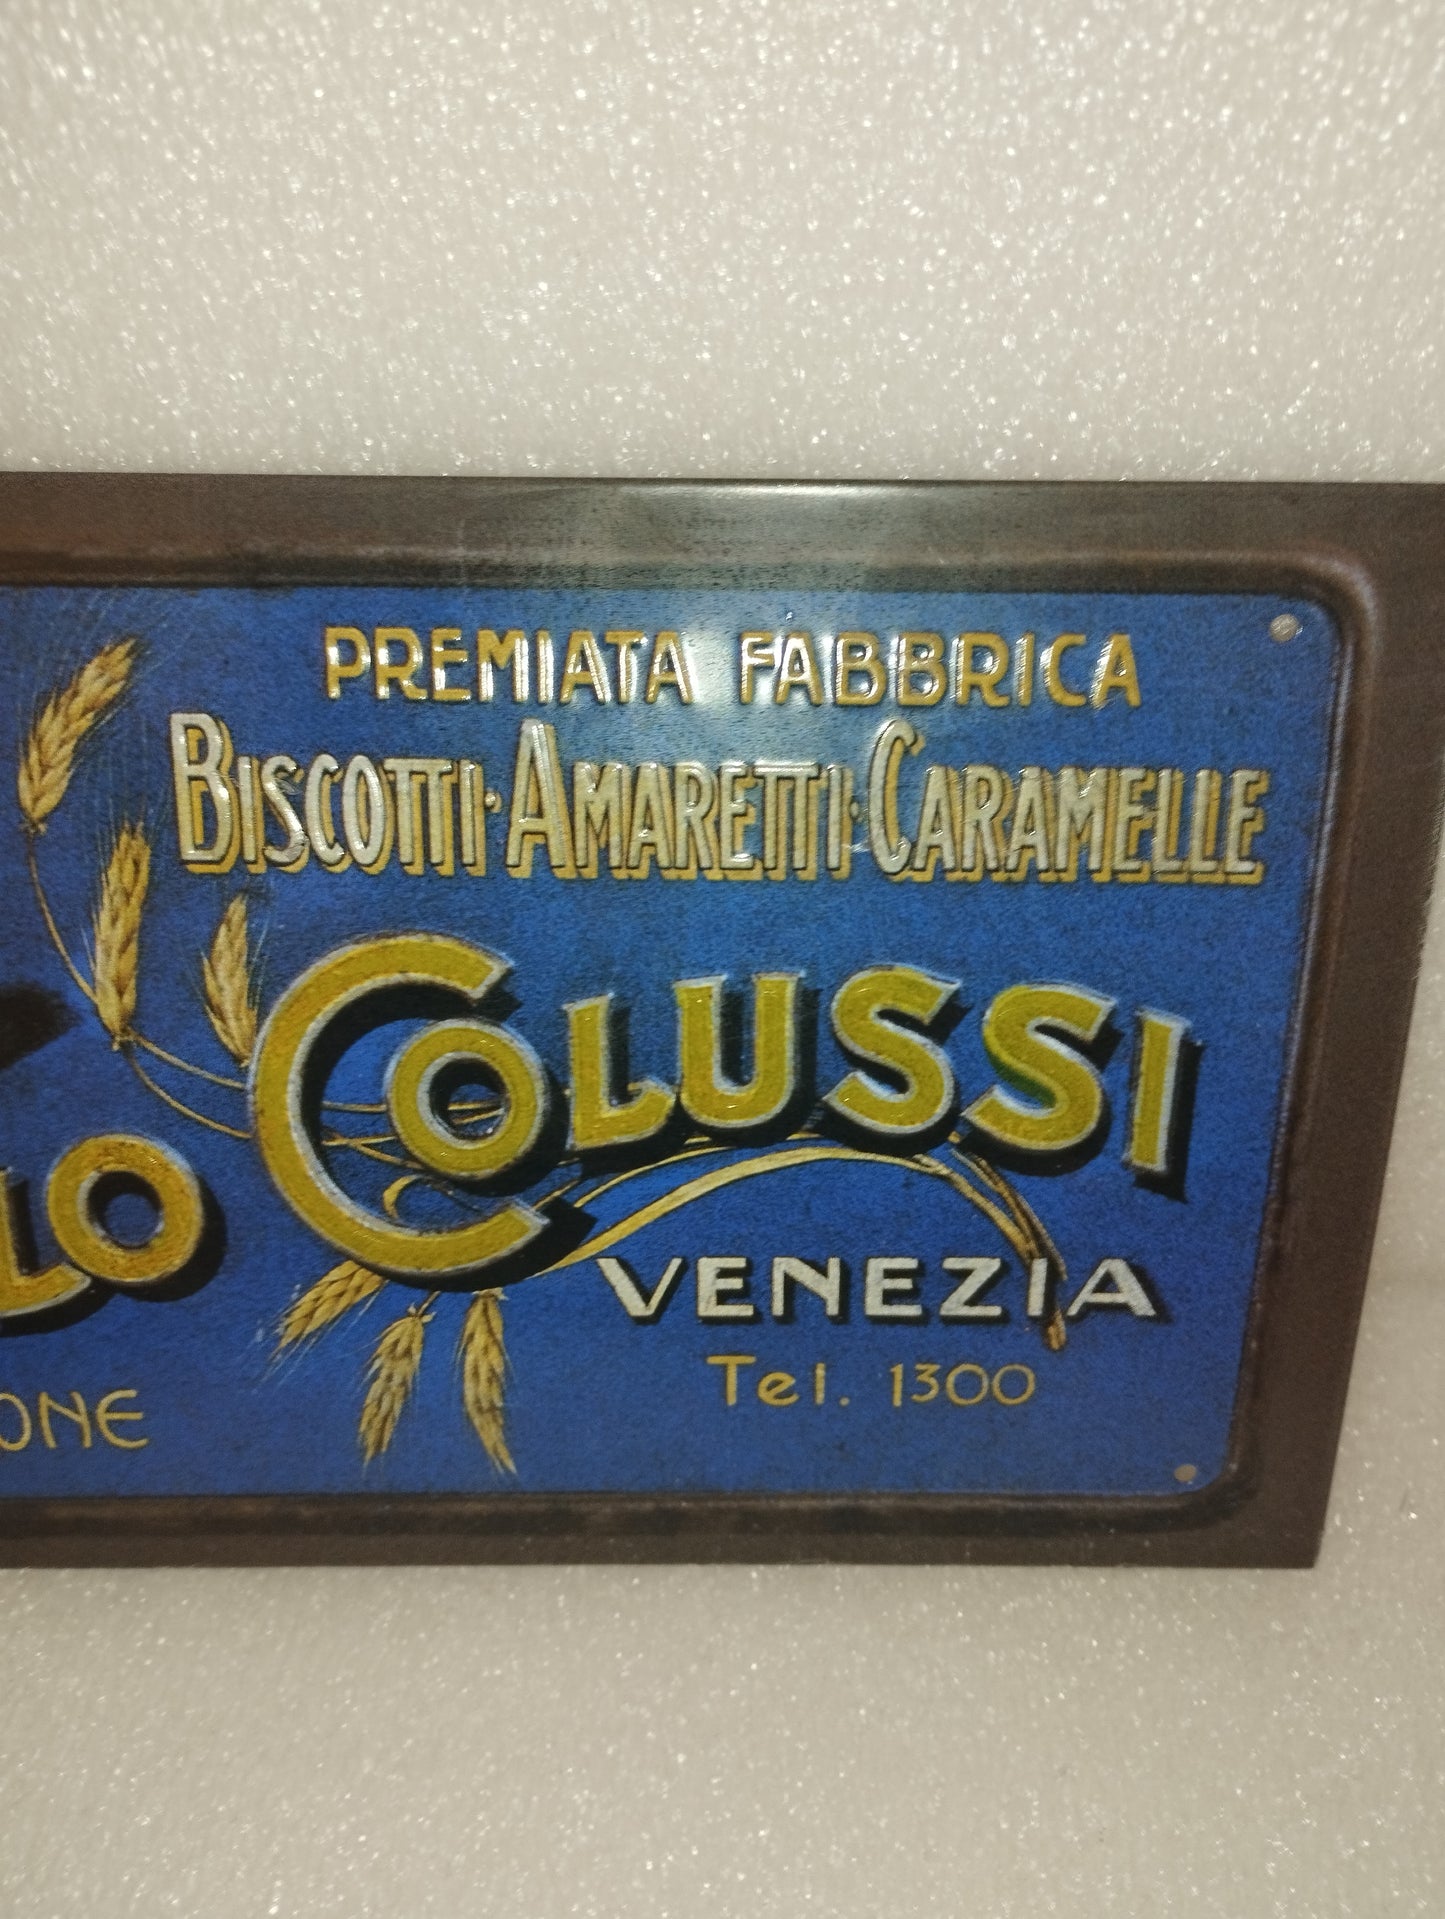 PREMIATA FABBRICA
BISCOTTI·AMARETTI·CARAMELLE
LO COLUSSI
VENEZIA
Tel. 1300
ONE